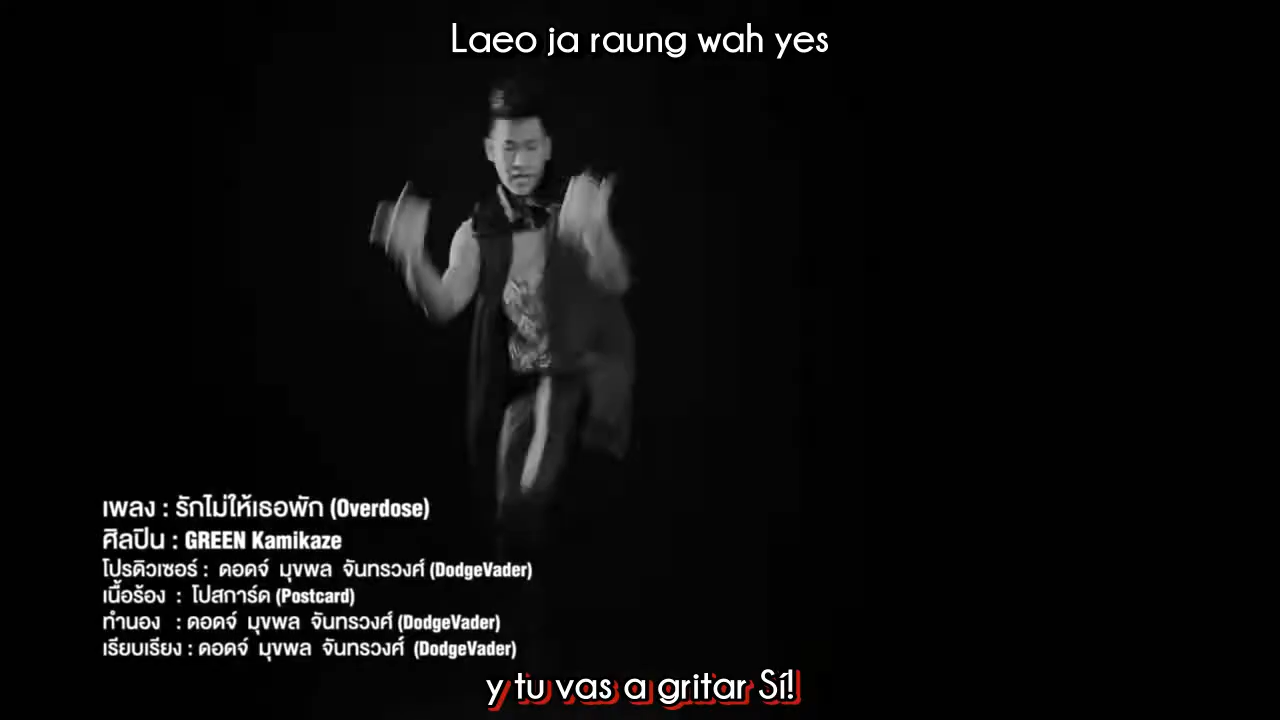 Laeo ja raung wah yes
เพลง : รักไม่ให้เธอพัก (Overdose)
ศิลปิน : GREEN Kamikaze
โปรดิวเซอร์ : ดอดจ์ มุขพล จันทรวงศ์ (DodgeVader)
เนื้อร้อง : โปสการ์ด (Postcard)
ทำนอง : ดอดจ์ มุขพล จันทรวงศ์ (DodgeVader)
เรียบเรียง : ดอดจ์ มุขพล จันทรวงศ์ (DodgeVader)
y tu vas a gritar Sí!